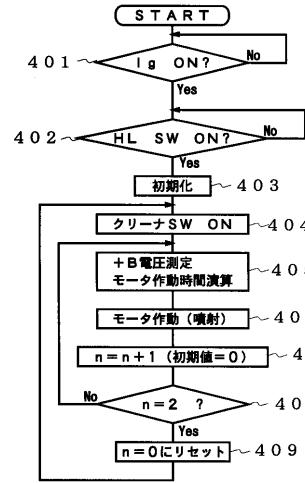 START
Ig ON?
No
401
Yes
HL SW ON?
No
402
Yes
初期化
403
クリーナSW ON
404
+B電圧測定
モータ作動時間演算
モータ作動(噴射)
n=n+1(初期値=0)
No
n=2 ?
Yes
n=0にリセット
409